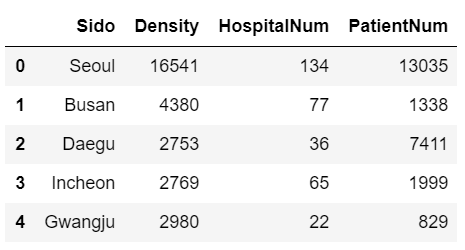 Sido Density HospitalNum PatientNum
0 Seoul 16541 134 13035
1 Busan 4380 77 1338
2 Daegu 2753 36 7411
3 Incheon 2769 65 1999
4 Gwangju 2980 22 829